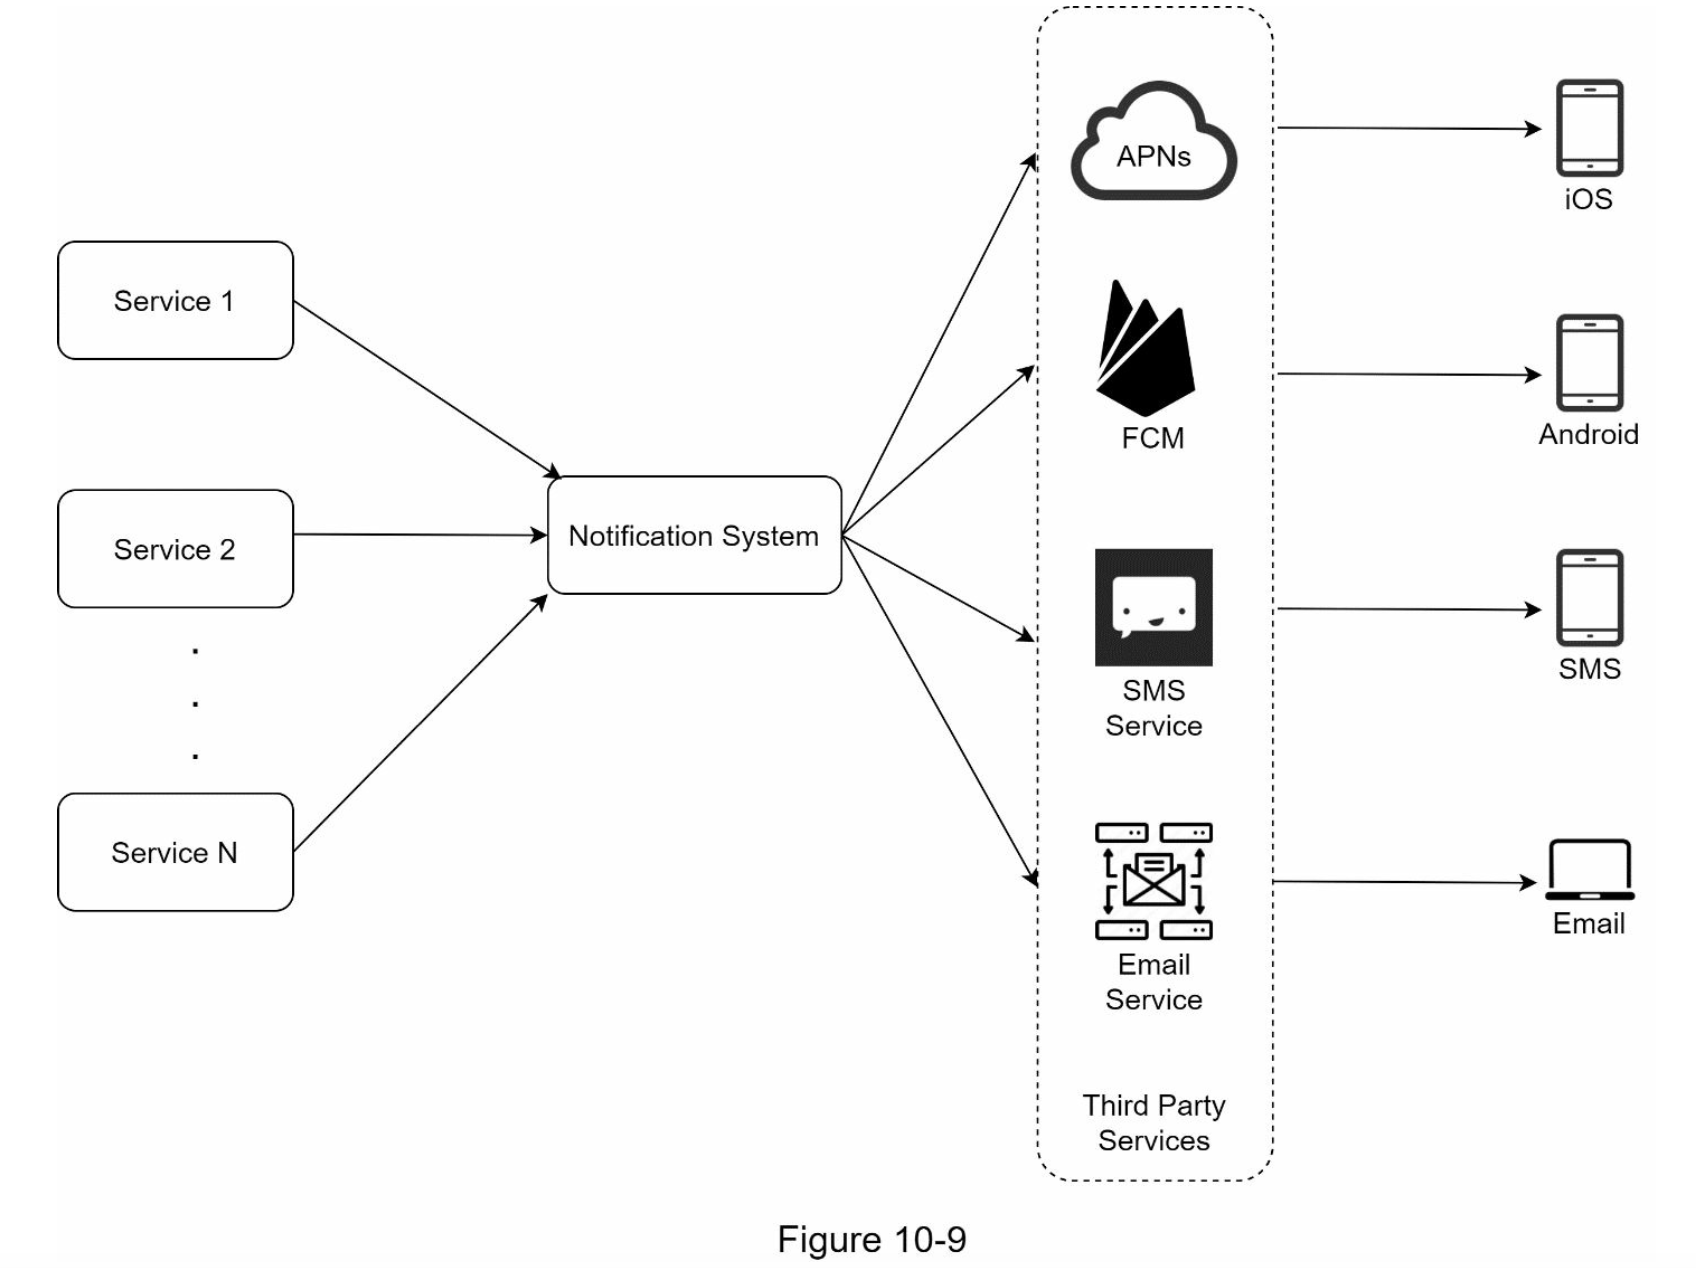 APNs
iOS
Service 1
FCM
Android
Service 2
Notification System
SMS
Service
SMS
.
.
.
Service N
Email
Service
Email
Third Party
Services
Figure 10-9